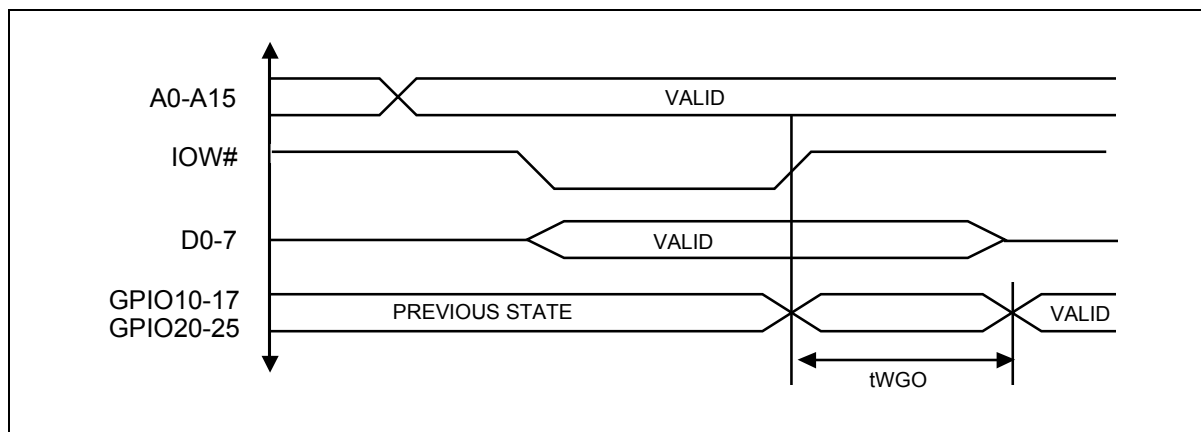 A0-A15
VALID
IOW#
D0-7
VALID
GPIO10-17
GPIO20-25
PREVIOUS STATE
VALID
tWGO